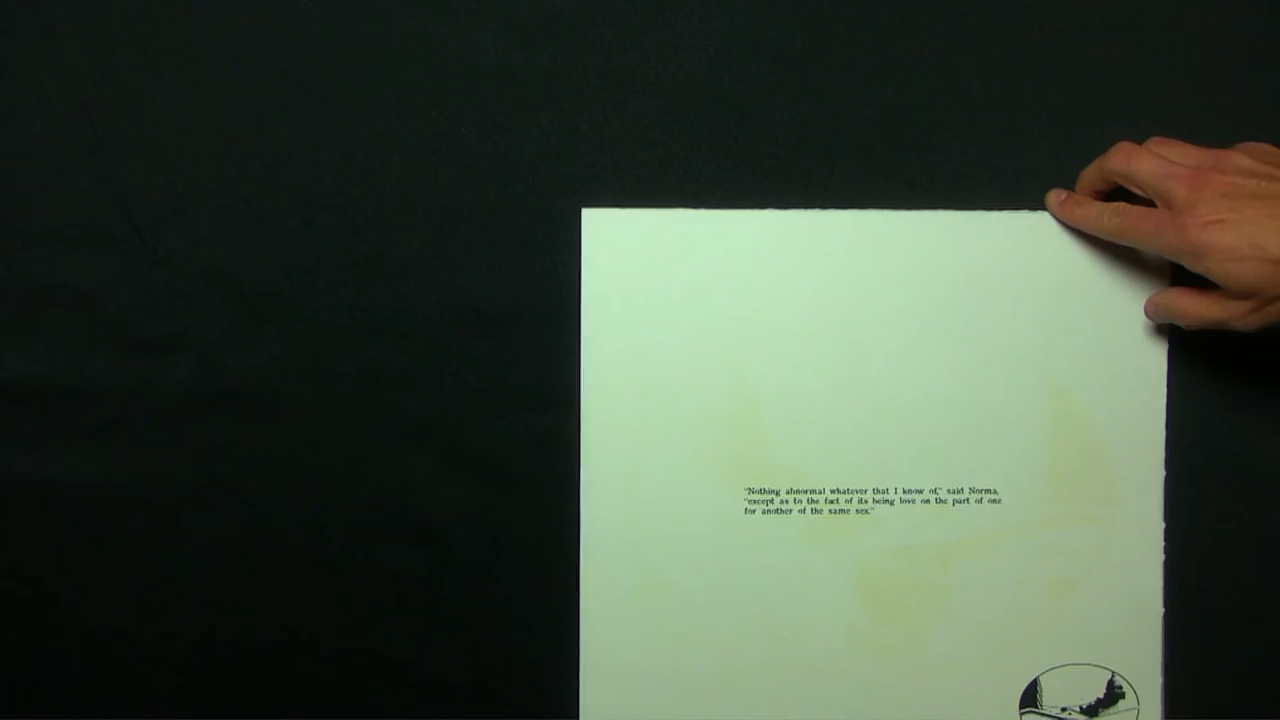 "Nothing abnormal whatever that I know of," said Norma,
"except as to the fact of its being love on the part of one
for another of the same sex."